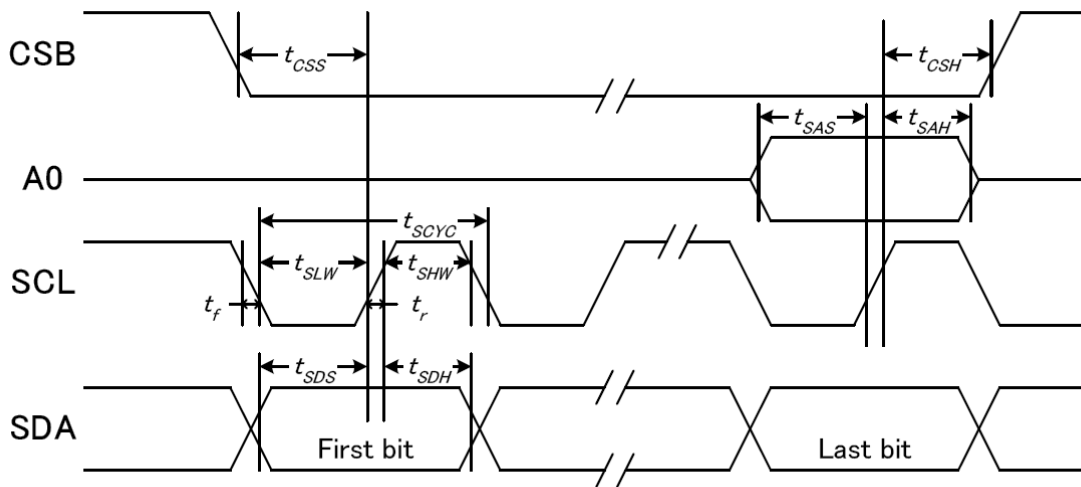 CSB
tCSS
tCSH
A0
tSAS
tSAH
SCL
tSCYC
tSLW
tSHW
tf
tr
SDA
tSDS
tSDH
First bit
Last bit